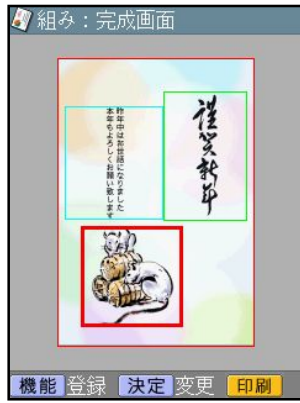 組み：完成画面
謹賀新年
昨年中はお世話になりました
本年もよろしくお願い致します
機能 登録 決定 変更 印刷